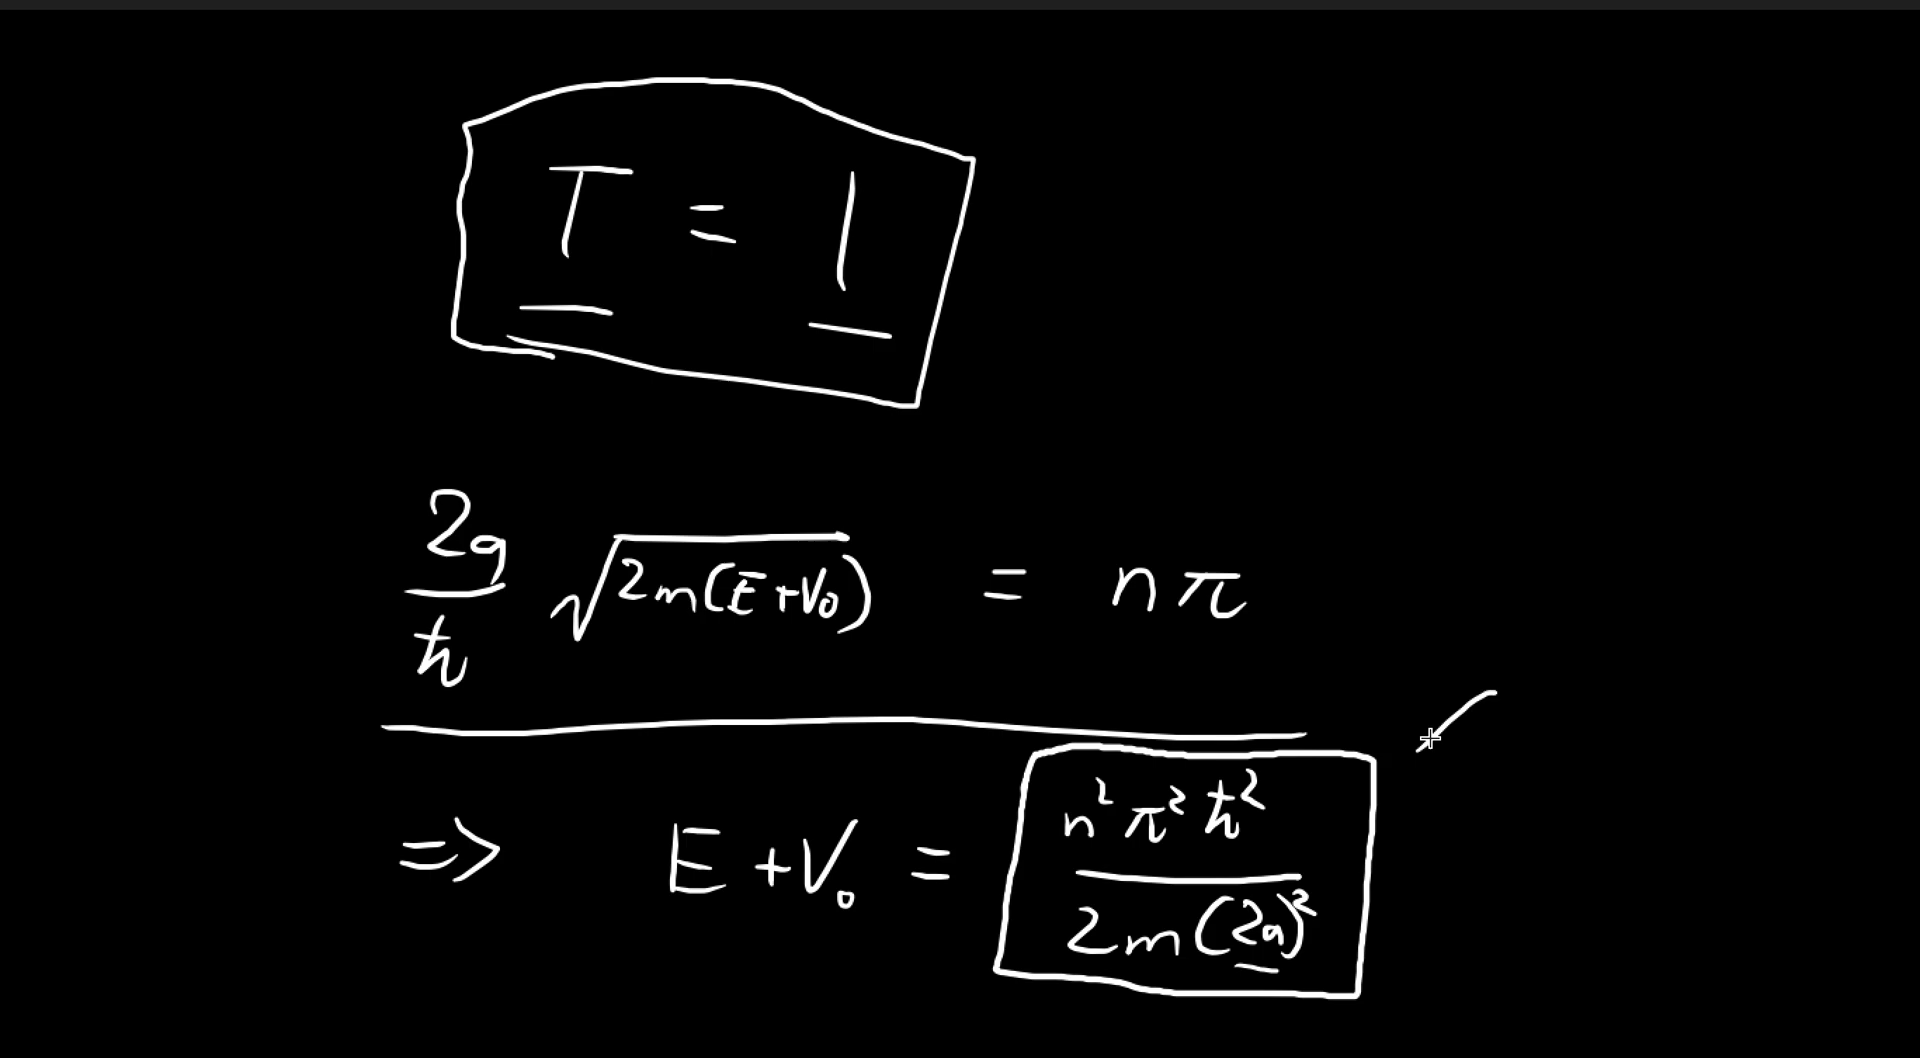 T = 1
2a/ħ √2m(E+V₀) = nπ
=> E+V₀ = n²π²ħ²/2m(2a)²